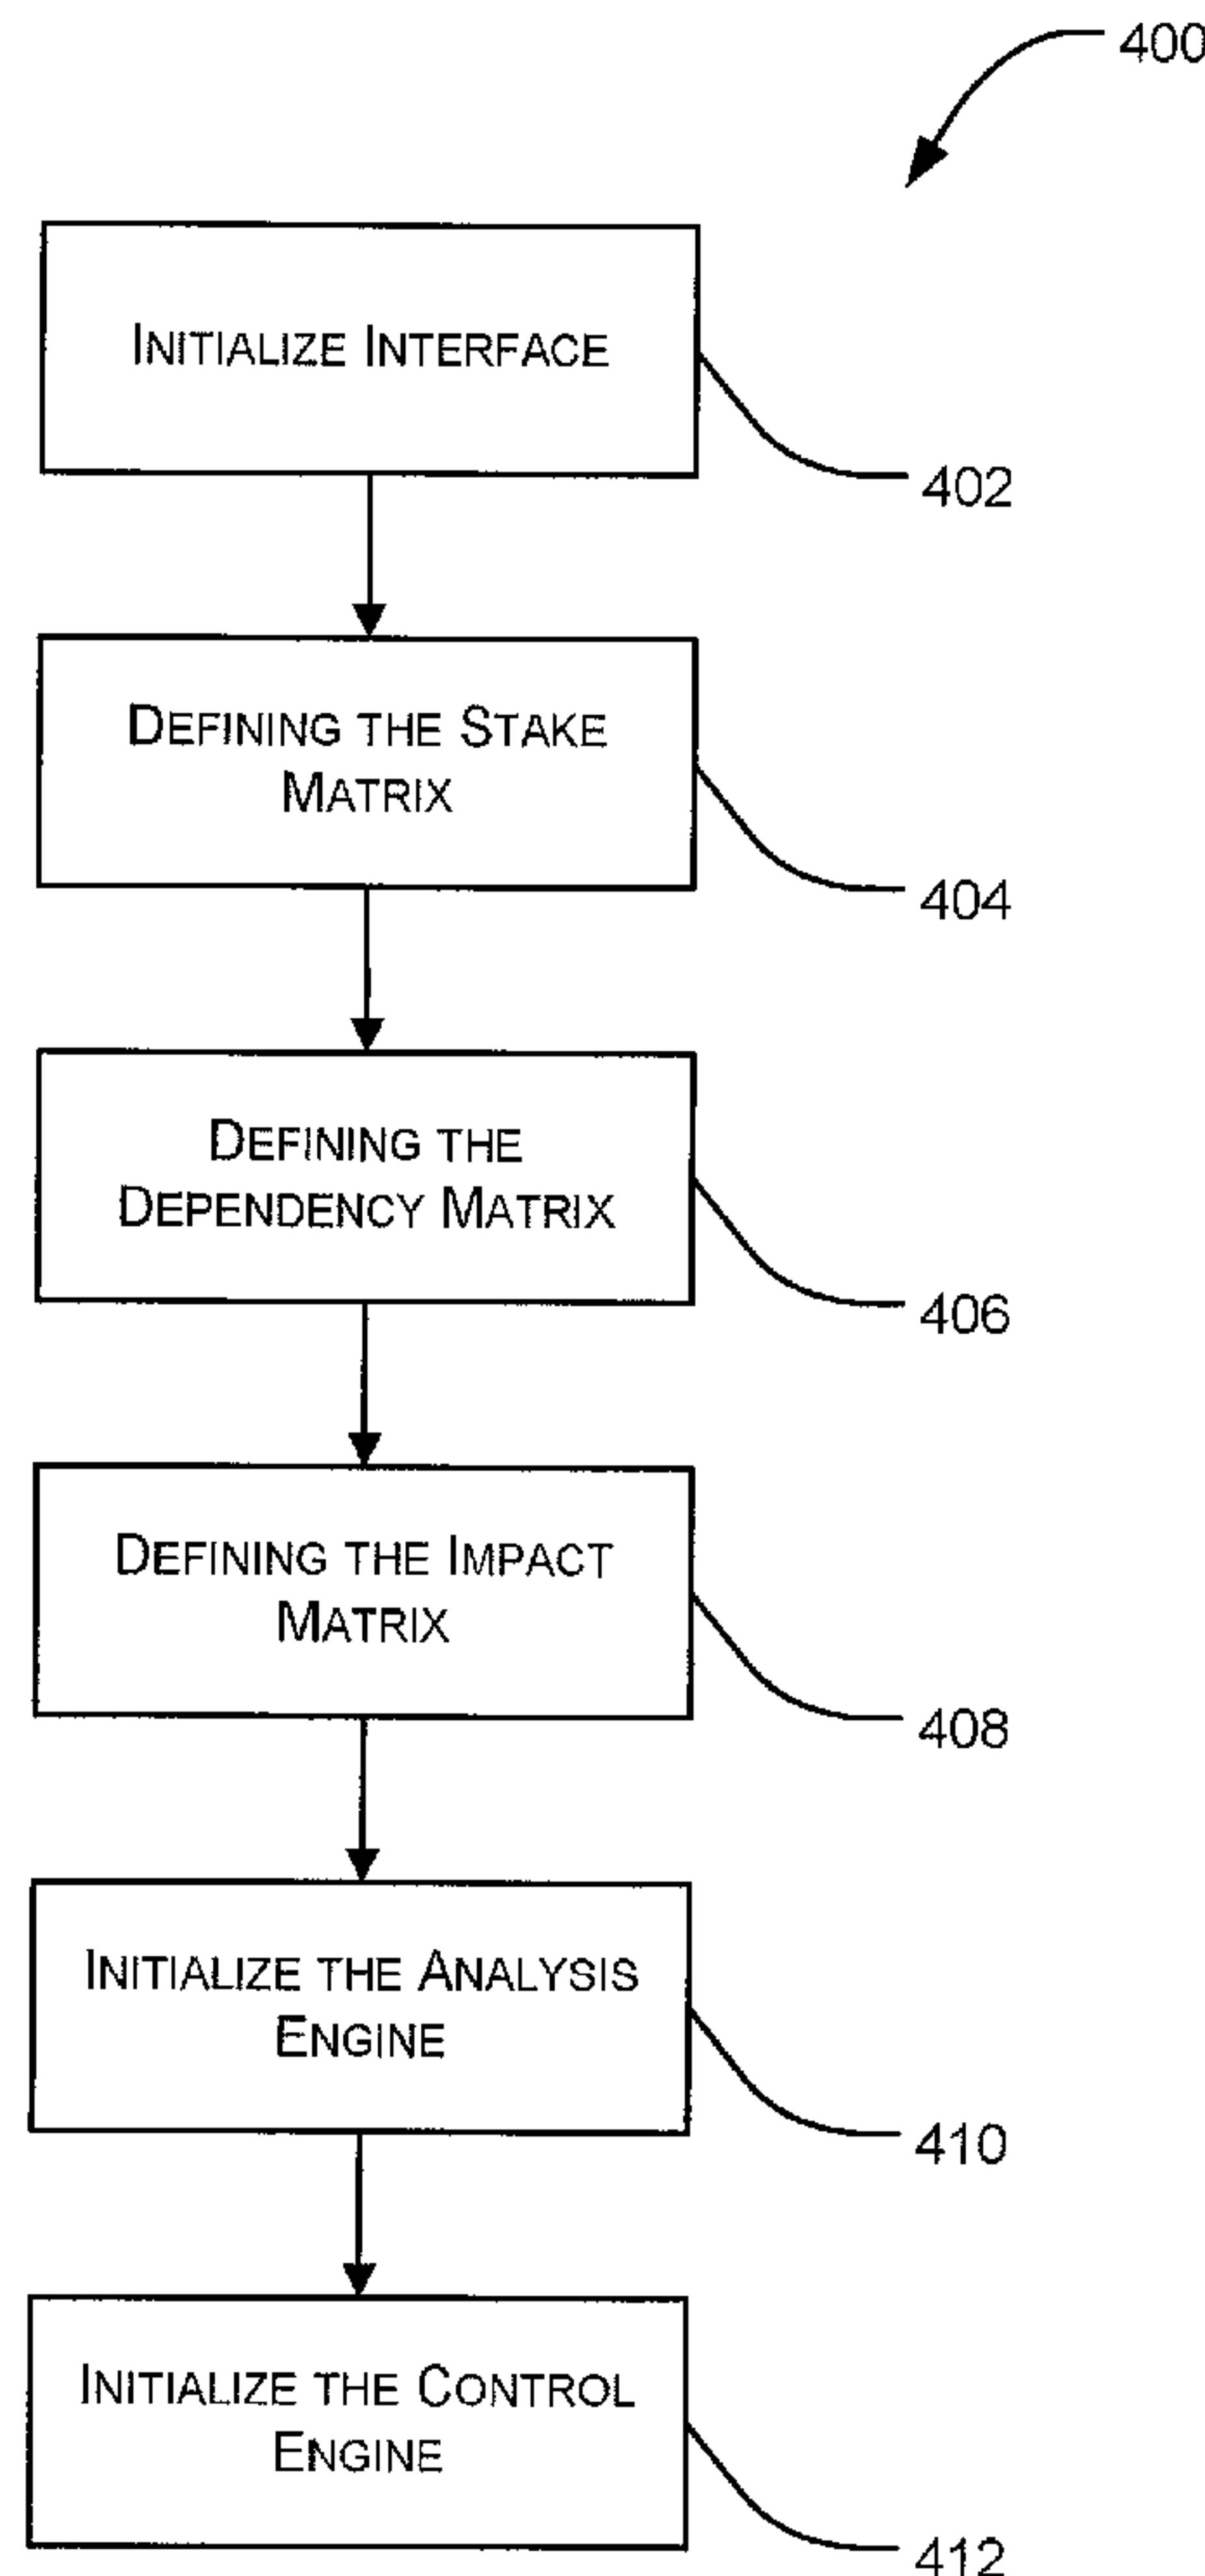 400
INITIALIZE INTERFACE
402
DEFINING THE STAKE
MATRIX
404
DEFINING THE
DEPENDENCY MATRIX
406
DEFINING THE IMPACT
MATRIX
408
INITIALIZE THE ANALYSIS
ENGINE
410
INITIALIZE THE CONTROL
ENGINE
412